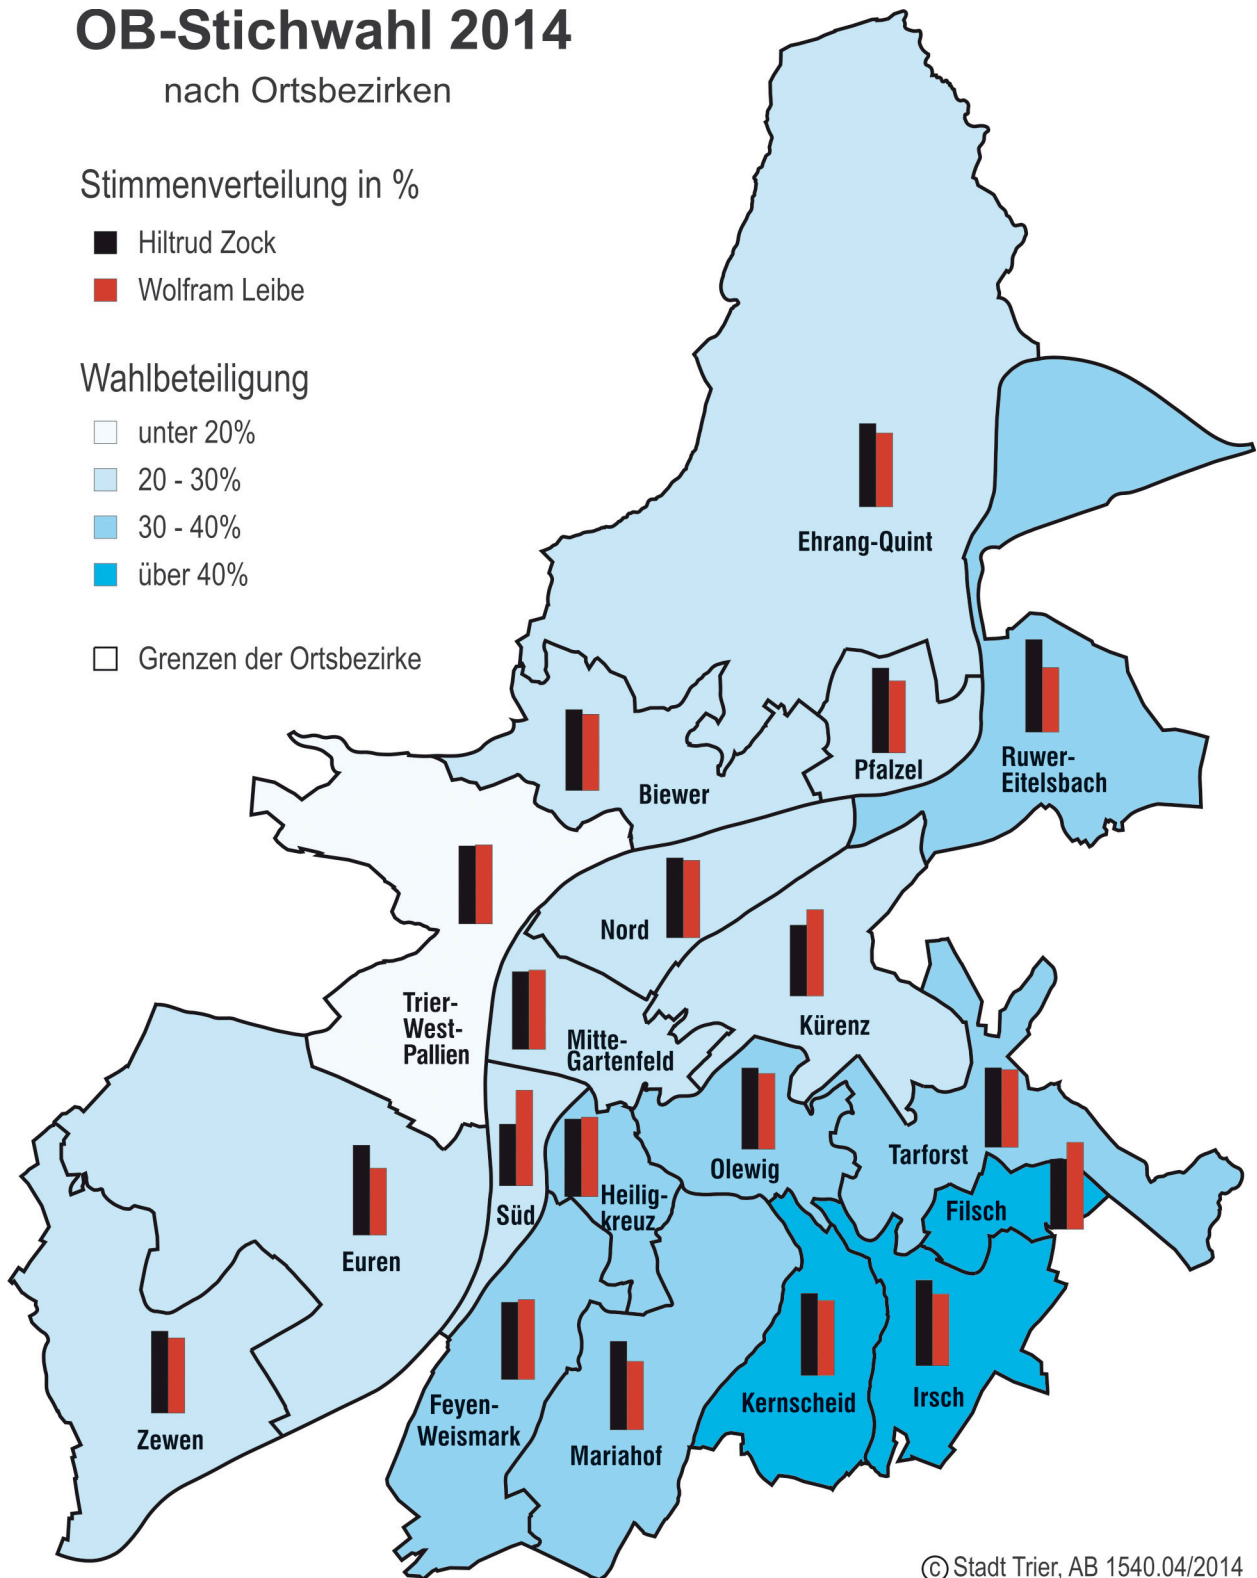 OB-Stichwahl 2014
nach Ortsbezirken
Stimmenverteilung in %
Hiltrud Zock
Wolfram Leibe
Wahlbeteiligung
unter 20%
20 - 30%
30 - 40%
über 40%
Grenzen der Ortsbezirke
Ehrang-Quint
Pfalzel
Ruwer-
Eitelsbach
Biewer
Nord
Kürenz
Trier-
West-
Pallien
Mitte-
Gartenfeld
Olewig
Tarforst
Filsch
Heilig-
kreuz
Süd
Euren
Zewen
Feyen-
Weismark
Mariahof
Kernscheid
Irsch
© Stadt Trier, AB 1540.04/2014